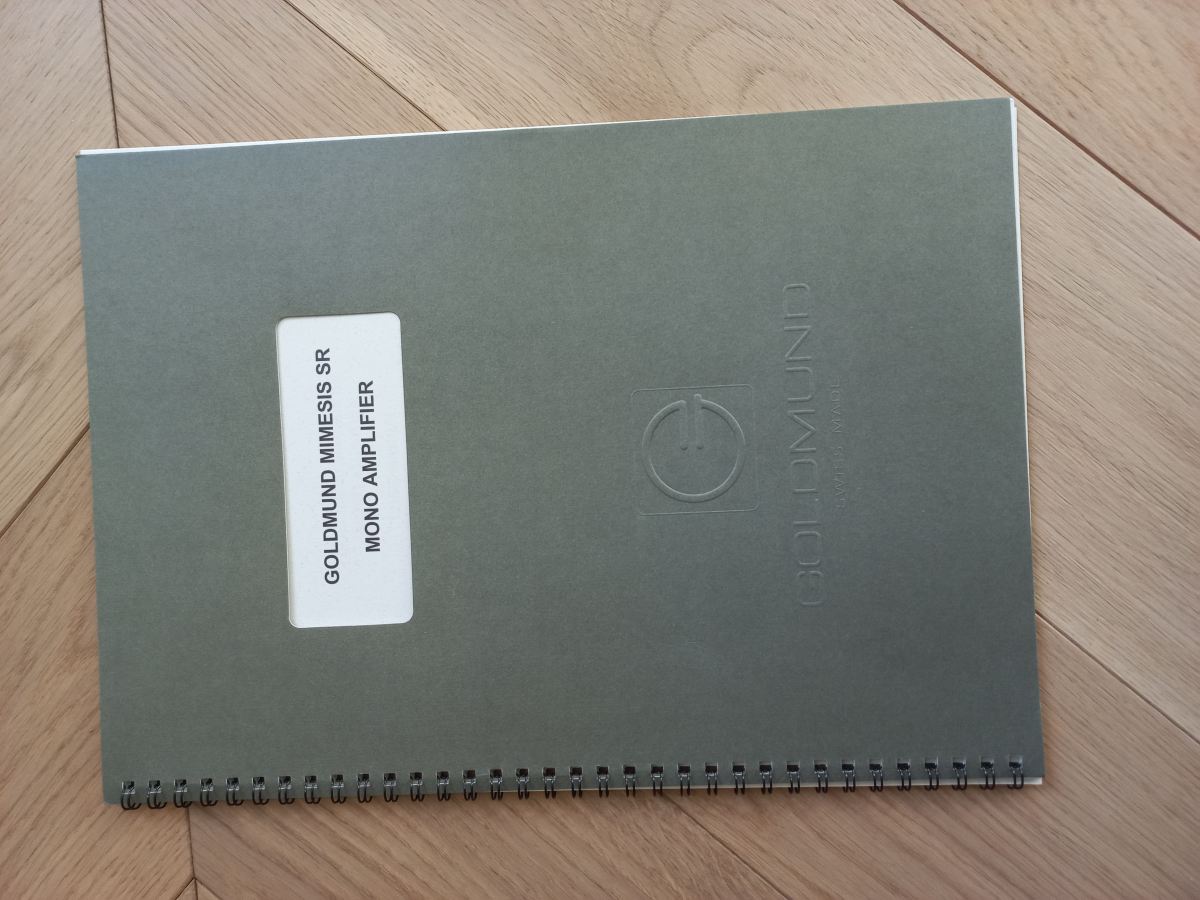 GOLDMUND MIMESIS SR
MONO AMPLIFIER
GOLDMUND
SWISS MADE